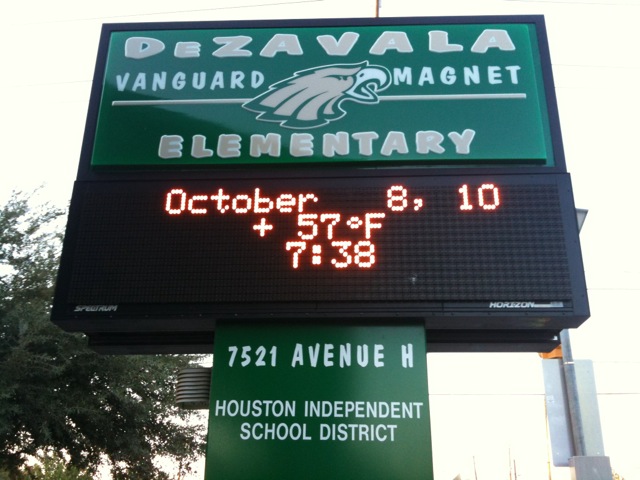 DeZAVALA
VANGUARD MAGNET
ELEMENTARY
October 8, 10
+ 57°F
7:38
SPECTRUM HORIZON
7521 AVENUE H
HOUSTON INDEPENDENT
SCHOOL DISTRICT